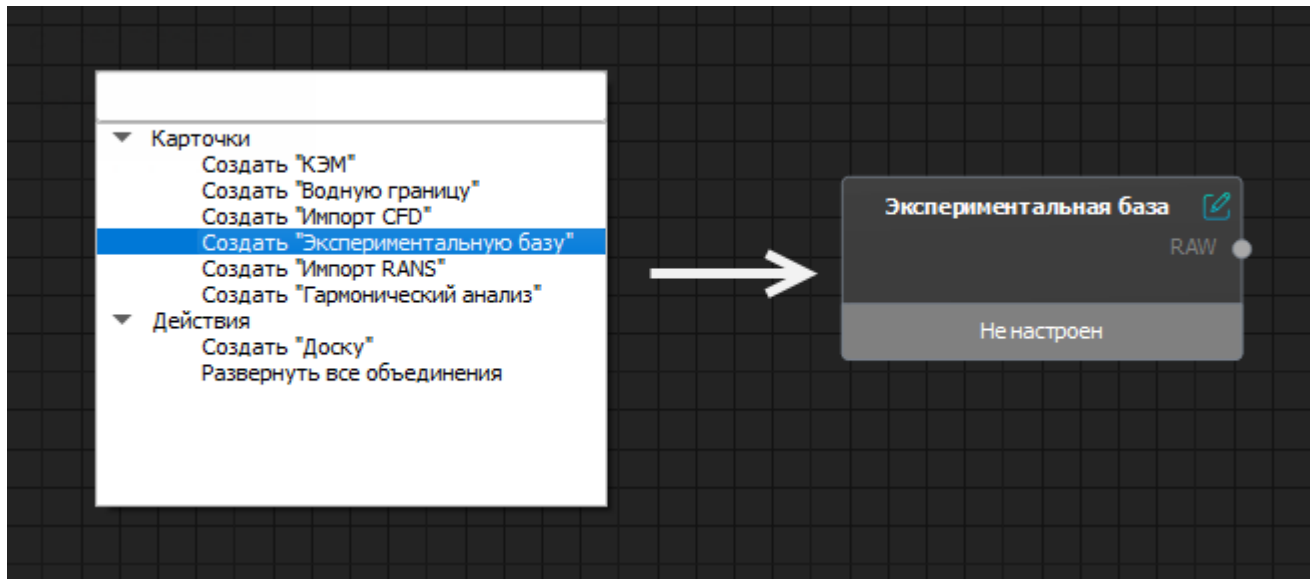 Карточки
Создать "КЭМ"
Создать "Водную границу"
Создать "Импорт CFD"
Создать "Экспериментальную базу"
Создать "Импорт RANS"
Создать "Гармонический анализ"
Действия
Создать "Доску"
Развернуть все объединения
Экспериментальная база
RAW
Не настроен